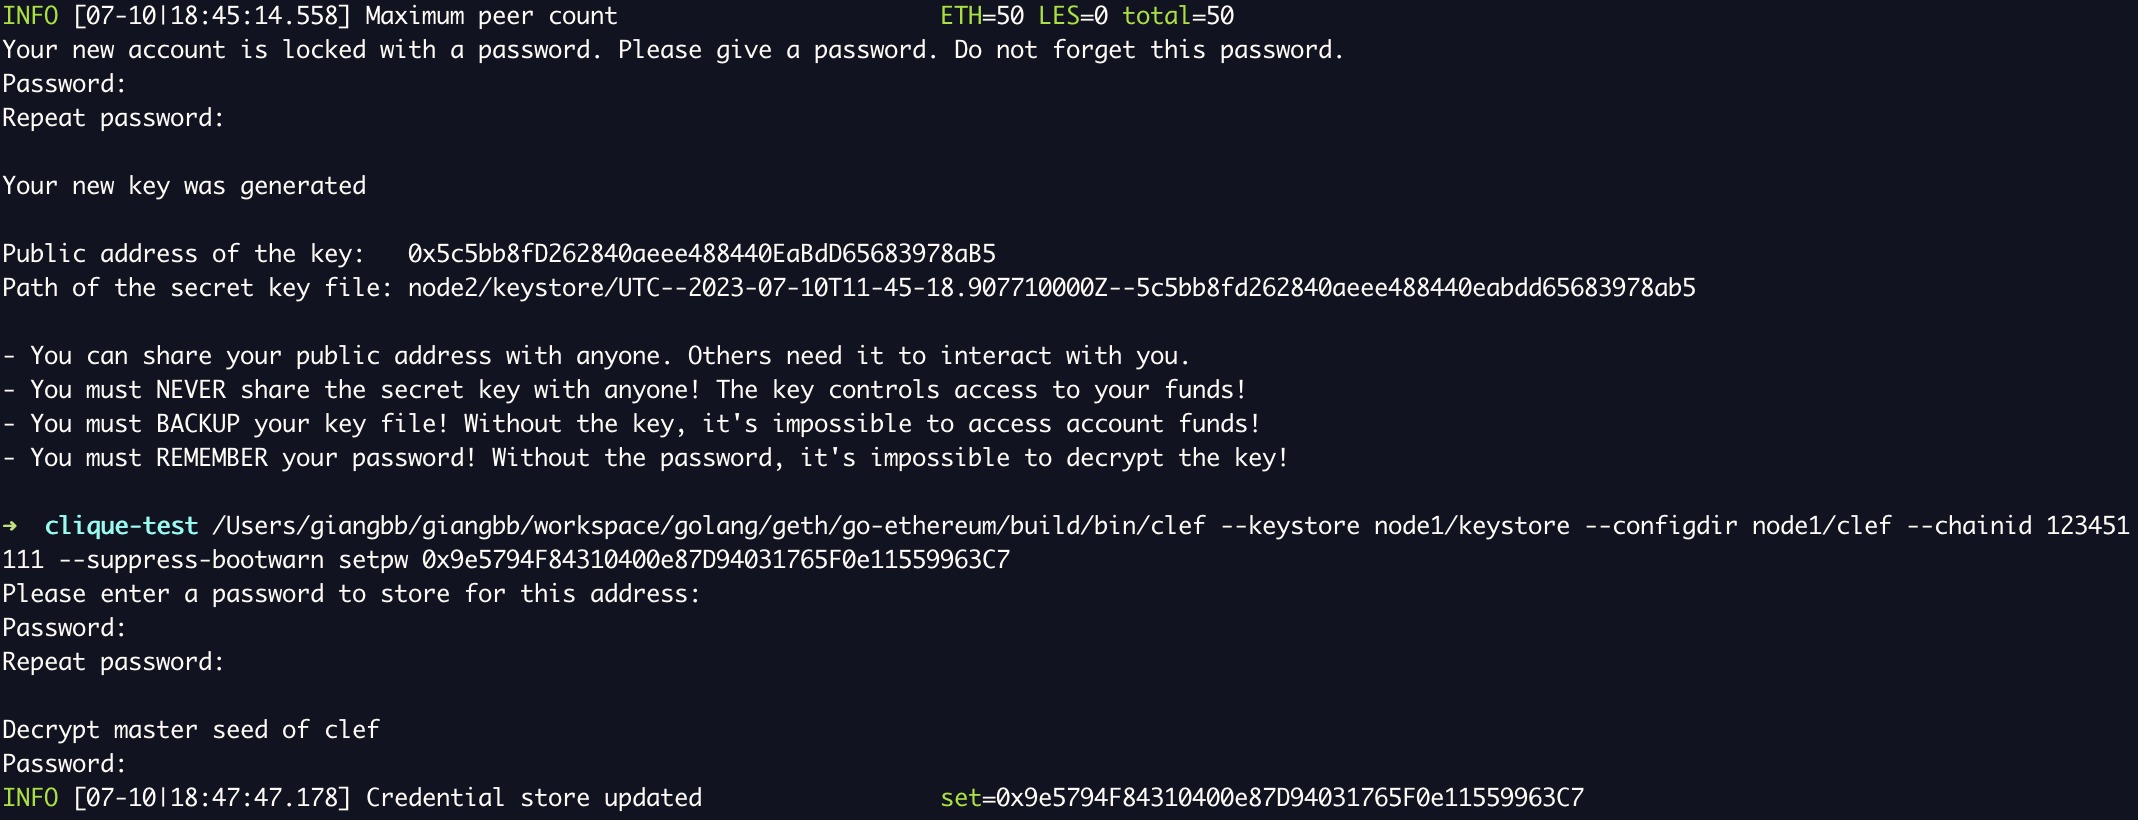 INFO [07-10|18:45:14.558] Maximum peer count                       ETH=50 LES=0 total=50
Your new account is locked with a password. Please give a password. Do not forget this password.
Password:
Repeat password:

Your new key was generated

Public address of the key:   0x5c5bb8fD262840aeee488440EaBdD65683978aB5
Path of the secret key file: node2/keystore/UTC--2023-07-10T11-45-18.907710000Z--5c5bb8fd262840aeee488440eabdd65683978ab5

- You can share your public address with anyone. Others need it to interact with you.
- You must NEVER share the secret key with anyone! The key controls access to your funds!
- You must BACKUP your key file! Without the key, it's impossible to access account funds!
- You must REMEMBER your password! Without the password, it's impossible to decrypt the key!

➜  clique-test /Users/giangbb/giangbb/workspace/golang/geth/go-ethereum/build/bin/clef --keystore node1/keystore --configdir node1/clef --chainid 123451
111 --suppress-bootwarn setpw 0x9e5794F84310400e87D94031765F0e11559963C7
Please enter a password to store for this address:
Password:
Repeat password:

Decrypt master seed of clef
Password:
INFO [07-10|18:47:47.178] Credential store updated                 set=0x9e5794F84310400e87D94031765F0e11559963C7